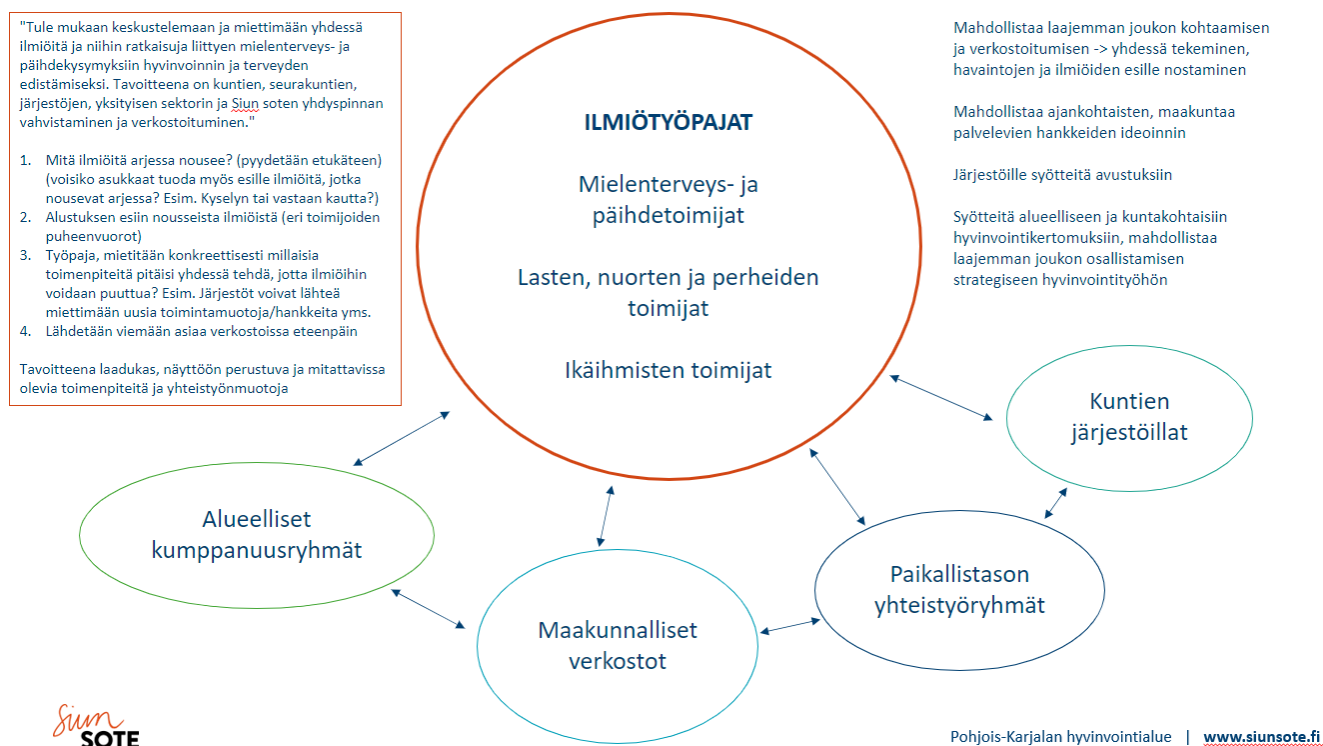 "Tule mukaan keskustelemaan ja miettimään yhdessä
ilmiöitä ja niihin ratkaisuja liittyen mielenterveys- ja
päihdekysymyksiin hyvinvoinnin ja terveyden
edistämiseksi. Tavoitteena on kuntien, seurakuntien,
järjestöjen, yksityisen sektorin ja Siun soten yhdyspinnan
vahvistaminen ja verkostoituminen."
1. Mitä ilmiöitä arjessa nousee? (pyydetään etukäteen)
(voisiko asukkaat tuoda myös esille ilmiöitä, jotka
nousevat arjessa? Esim. Kyselyn tai vastaan kautta?)
2. Alustuksen esiin nousseista ilmiöistä (eri toimijoiden
puheenvuorot)
3. Työpaja, mietitään konkreettisesti millaisia
toimenpiteitä pitäisi yhdessä tehdä, jotta ilmiöihin
voidaan puuttua? Esim. Järjestöt voivat lähteä
miettimään uusia toimintamuotoja/hankkeita yms.
4. Lähdetään viemään asiaa verkostoissa eteenpäin
Tavoitteena laadukas, näyttöön perustuva ja mitattavissa
olevia toimenpiteitä ja yhteistyönmuotoja
ILMIÖTYÖPAJAT
Mielenterveys- ja
päihdetoimijat
Lasten, nuorten ja perheiden
toimijat
Ikäihmisten toimijat
Mahdollistaa laajemman joukon kohtaamisen
ja verkostoitumisen -> yhdessä tekeminen,
havaintojen ja ilmiöiden esille nostaminen
Mahdollistaa ajankohtaisten, maakuntaa
palvelevien hankkeiden ideoinnin
Järjestöille syötteitä avustuksiin
Syötteitä alueelliseen ja kuntakohtaisiin
hyvinvointikertomuksiin, mahdollistaa
laajemman joukon osallistamisen
strategiseen hyvinvointityöhön
Kuntien
järjestöillat
Alueelliset
kumppanuusryhmät
Paikallistason
yhteistyöryhmät
Maakunnalliset
verkostot
Siun
SOTE
Pohjois-Karjalan hyvinvointialue | www.siunsote.fi